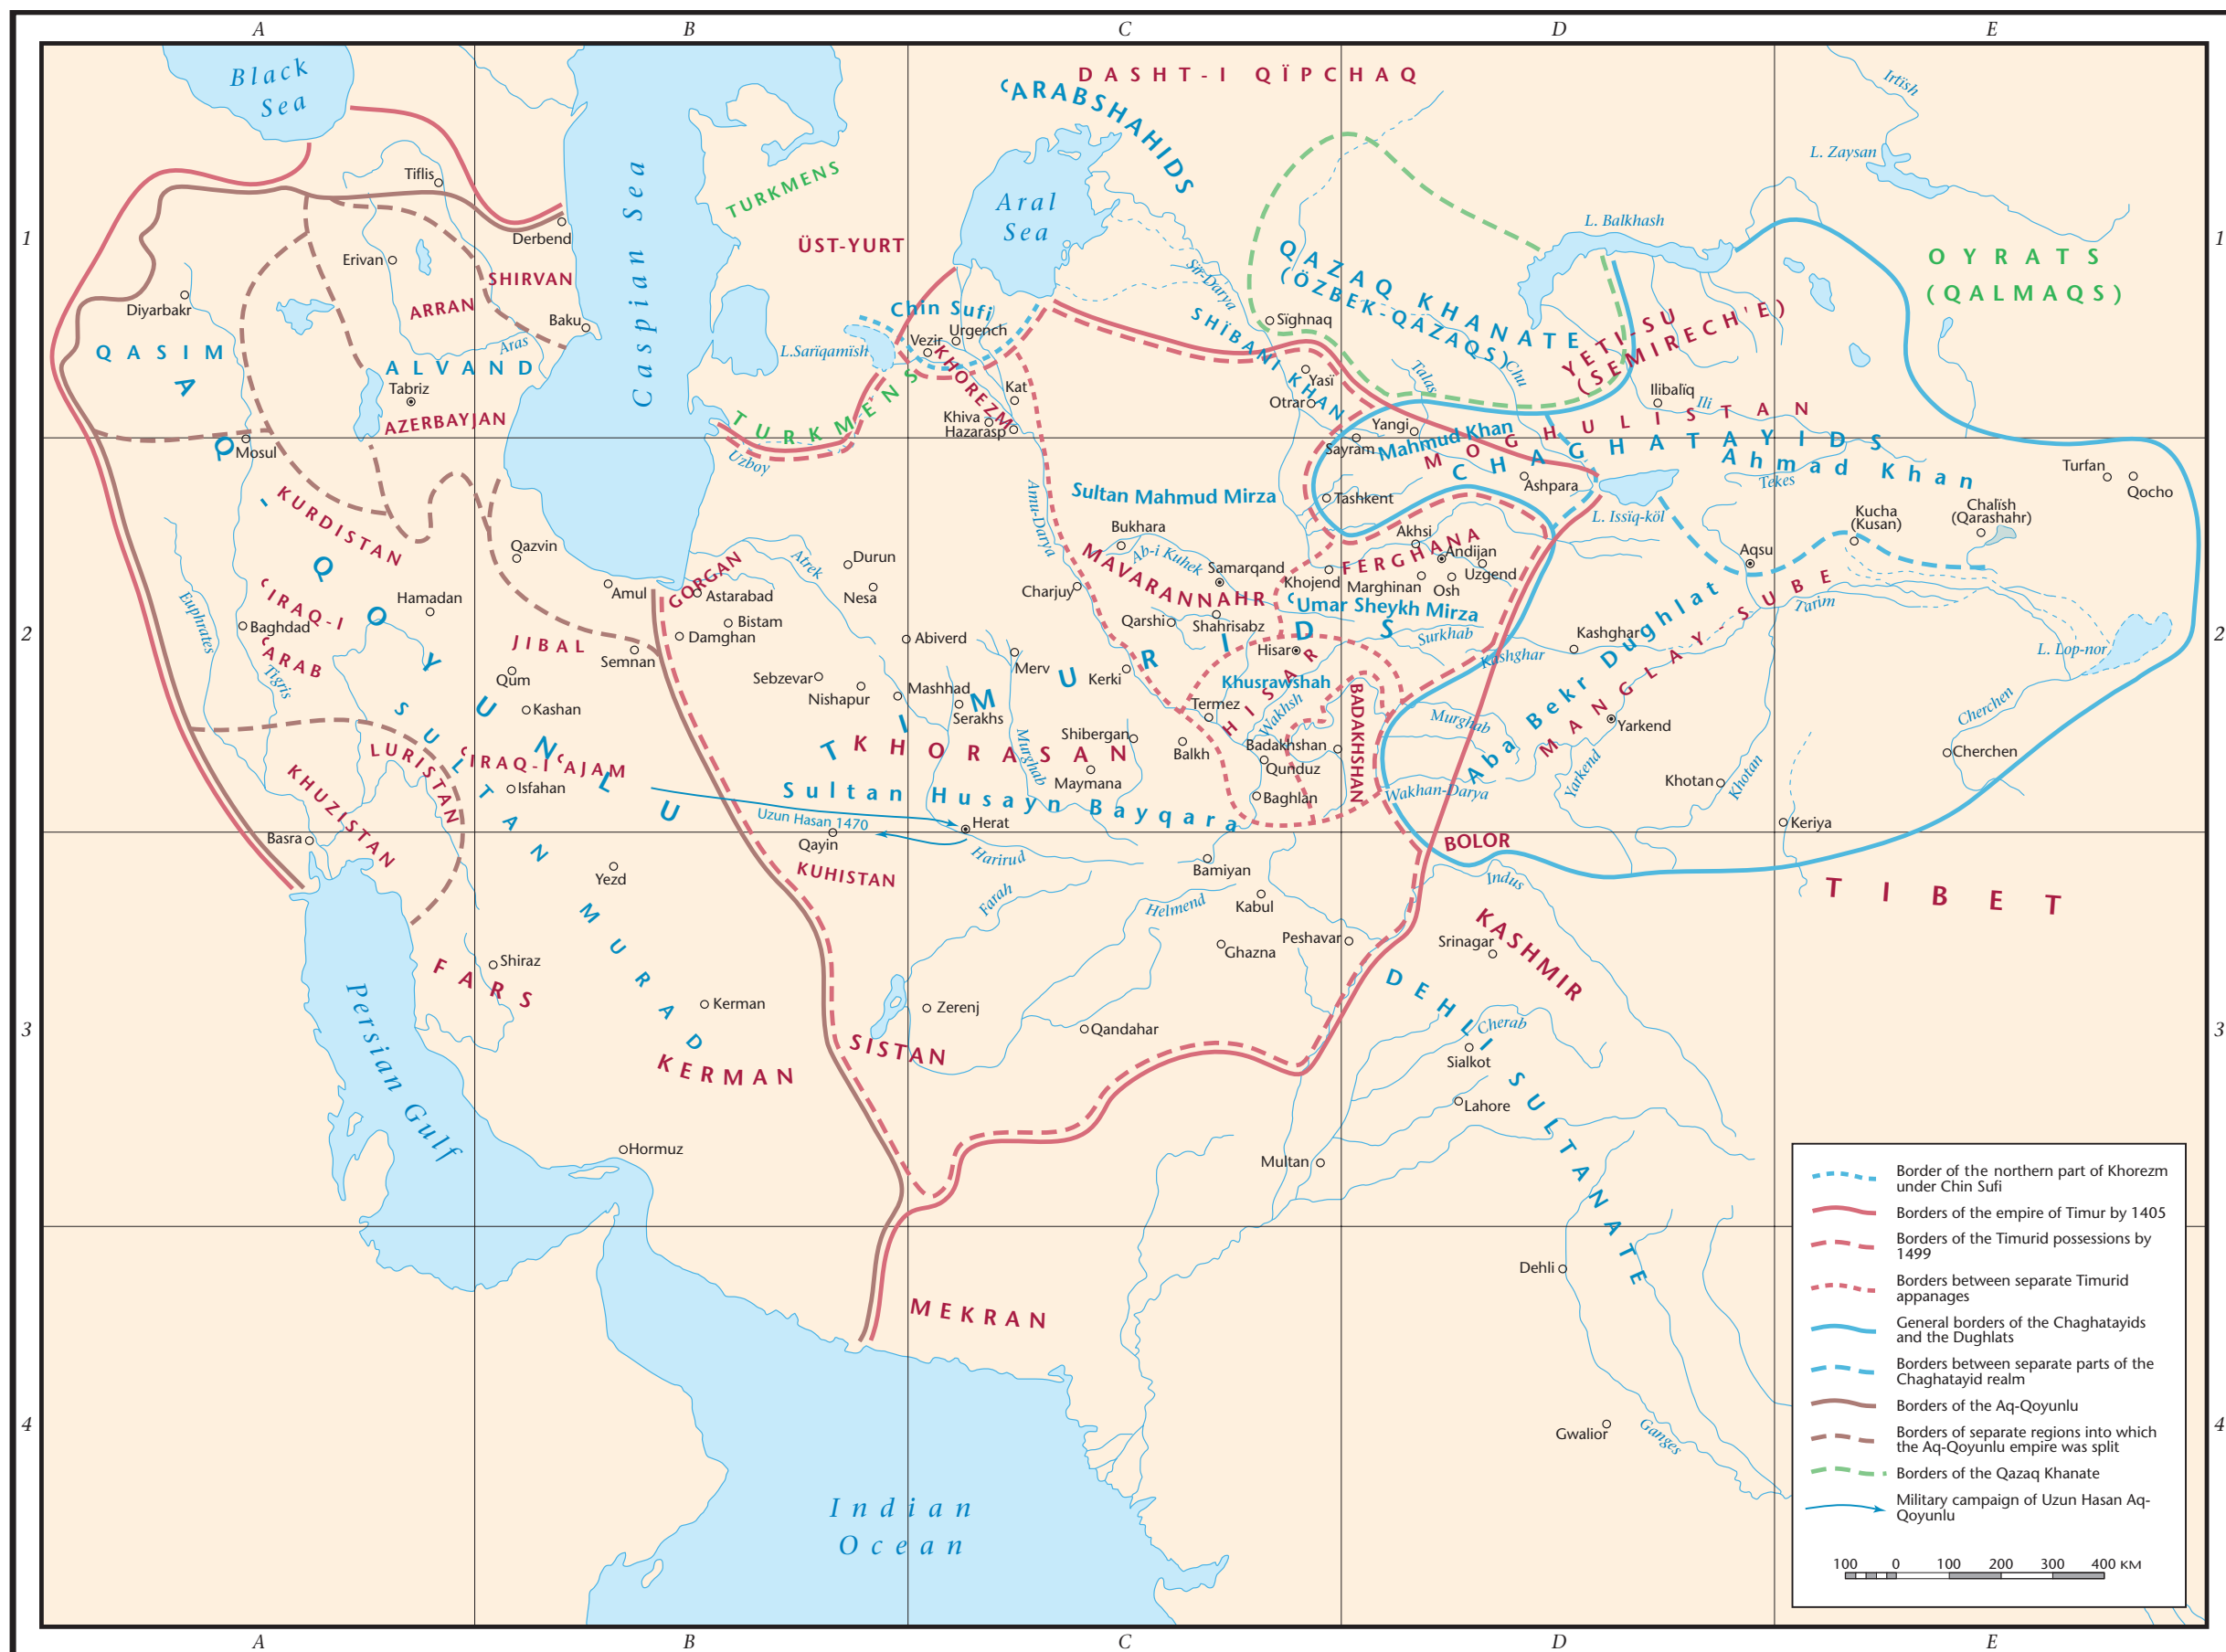 A
B
C
D
E
1
2
3
4
1
2
3
4
A
B
C
D
E
Black
Sea
DASHT-I QÏPCHAQ
ʿARABSHAHIDS
Irtïsh
L. Zaysan
Tiflis
Caspian Sea
TURKMENS
Aral
Sea
L. Balkhash
Derbend
ÜST-YURT
Erivan
OYRATS
(QALMAQS)
QAZAQ KHANATE
(ÖZBEK-QAZAQS)
Sïr-Darya
SHIRVAN
Diyarbakr
ARRAN
Baku
Chin Sufi
Urgench
Vezir
L.Sarïqamïsh
Sïghnaq
SHÏBANI KHAN
YETI-SU
(SEMIRECH'E)
QASIM
Aras
ALVAND
KHOREZM
Yasï
Talas
Chu
Tabriz
Kat
Otrar
Ilibalïq
Ili
AZERBAYJAN
TURKMENS
Khiva
Hazarasp
Yangi
MOGHULISTAN
Mosul
Uzboy
Sayram
Mahmud Khan
CHAGHATAYIDS
Ahmad Khan
Tekes
Turfan
Qocho
AQ-QOYUNLU
KURDISTAN
Amu-Darya
Sultan Mahmud Mirza
Tashkent
Ashpara
L. Issïq-köl
Kucha
(Kusan)
Chalïsh
(Qarashahr)
Qazvin
Atrek
Durun
Bukhara
Akhsi
Andijan
Aqsu
MAVARANNAHR
Ab-i Kuhek
Samarqand
FERGHANA
Khojend
Marghinan
Osh
Uzgend
Amul
GORGAN
Astarabad
Nesa
Charjuy
Hamadan
ʿIRAQ-I
ʿARAB
Baghdad
Euphrates
Tigris
Bistam
Damghan
Abiverd
Qarshi
Shahrisabz
ʿUmar Sheykh Mirza
Surkhab
Tarim
MANGLAY-SUBE
JIBAL
Semnan
Merv
Kerki
Hisar
Kashghar
Kashghar
Aba Bekr Dughlat
L. Lop-nor
Qum
Kashan
Sebzevar
Nishapur
Mashhad
Serakhs
TIMURIDS
Khusrawshah
HISAR
Termez
Wakhsh
BADAKHSHAN
Murghab
Yarkend
Cherchen
SULTAN MURAD
LURISTAN
ʿIRAQ-I ʿAJAM
KHORASAN
Murghab
Shibergan
Balkh
Badakhshan
Qunduz
Cherchen
KHUZISTAN
Isfahan
Maymana
Baghlan
Wakhan-Darya
Yarkend
Khotan
Khotan
Sultan Husayn Bayqara
Uzun Hasan 1470
Herat
Keriya
Basra
Qayin
Harirud
BOLOR
Yezd
KUHISTAN
Bamiyan
Indus
TIBET
Farah
Helmend
Kabul
KASHMIR
Peshavar
Srinagar
Ghazna
FARS
Shiraz
Persian Gulf
Kerman
Zerenj
Qandahar
DEHLI SULTANATE
Cherab
Sialkot
SISTAN
KERMAN
Lahore
Hormuz
Multan
Dehli
MEKRAN
Gwalior
Ganges
Indian
Ocean
Border of the northern part of Khorezm
under Chin Sufi
Borders of the empire of Timur by 1405
Borders of the Timurid possessions by
1499
Borders between separate Timurid
appanages
General borders of the Chaghatayids
and the Dughlats
Borders between separate parts of the
Chaghatayid realm
Borders of the Aq-Qoyunlu
Borders of separate regions into which
the Aq-Qoyunlu empire was split
Borders of the Qazaq Khanate
Military campaign of Uzun Hasan Aq-
Qoyunlu
100 0 100 200 300 400 KM